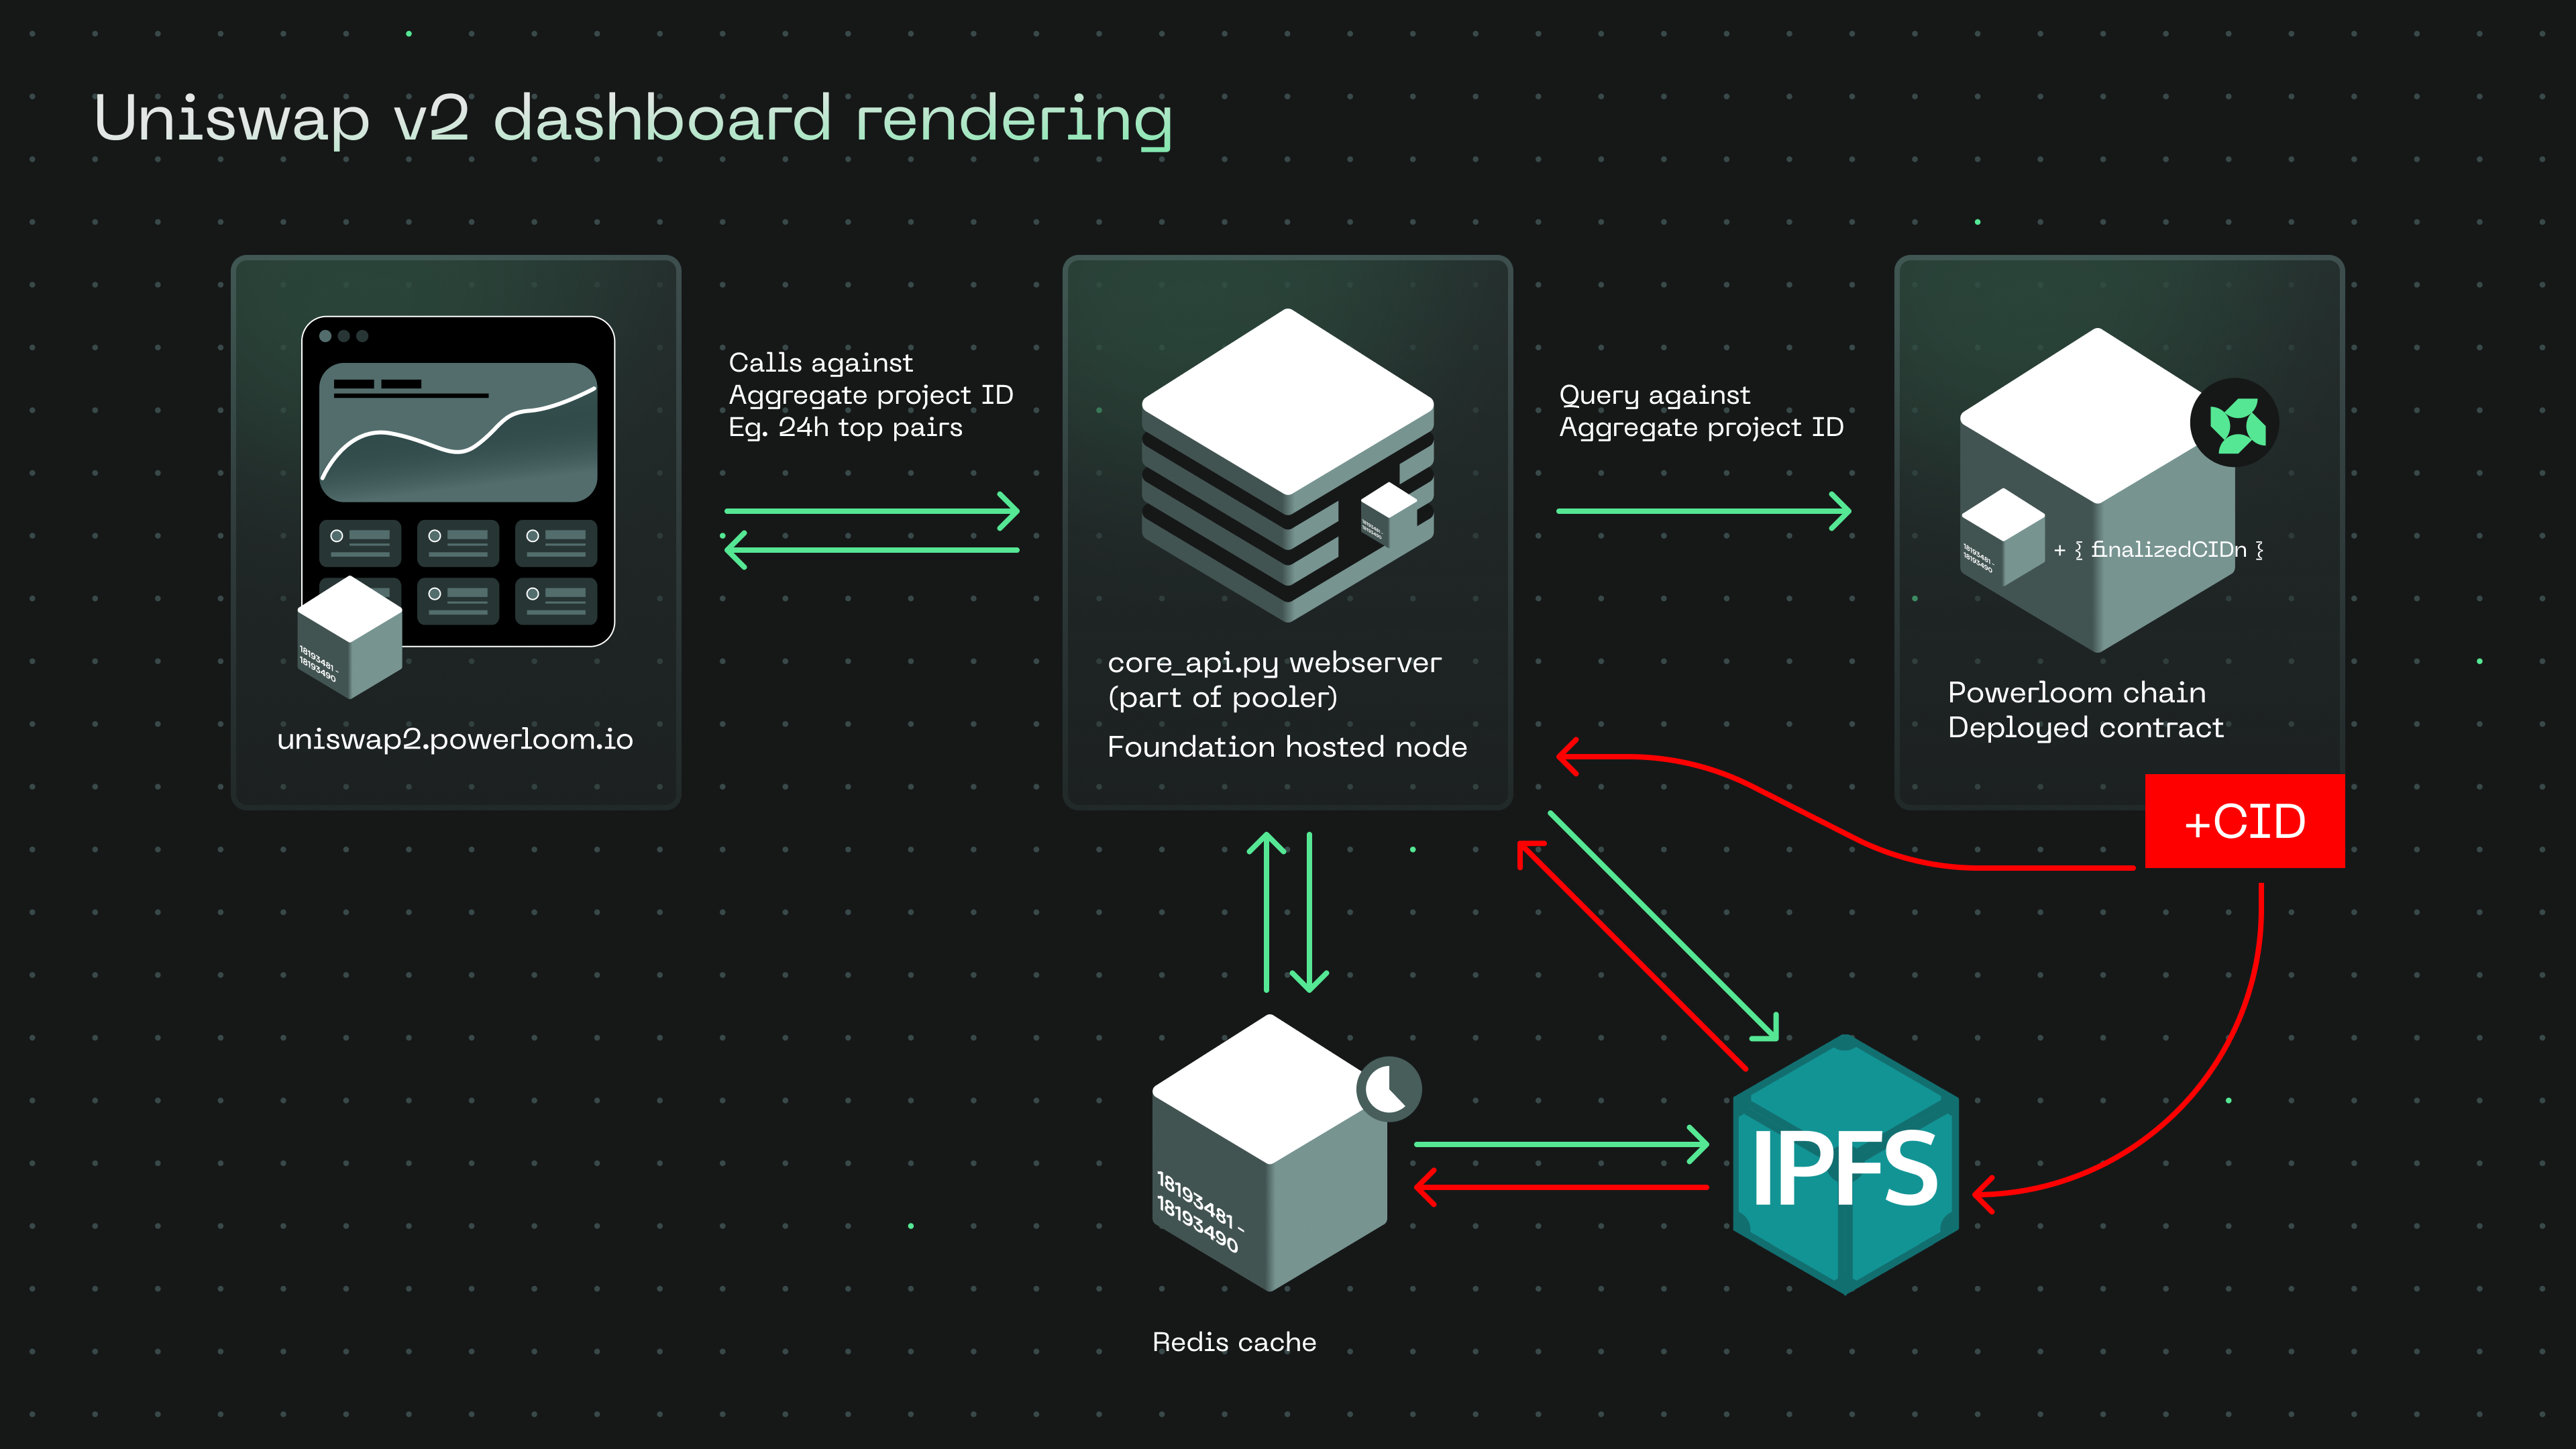 Uniswap v2 dashboard rendering
18193481 -
18193490
uniswap2.powerloom.io
Calls against
Aggregate project ID
Eg. 24h top pairs
18193481 -
18193490
core_api.py webserver
(part of pooler)
Foundation hosted node
Query against
Aggregate project ID
18193481 -
18193490
+ { finalizedCIDn }
Powerloom chain
Deployed contract
+CID
18193481 -
18193490
Redis cache
IPFS